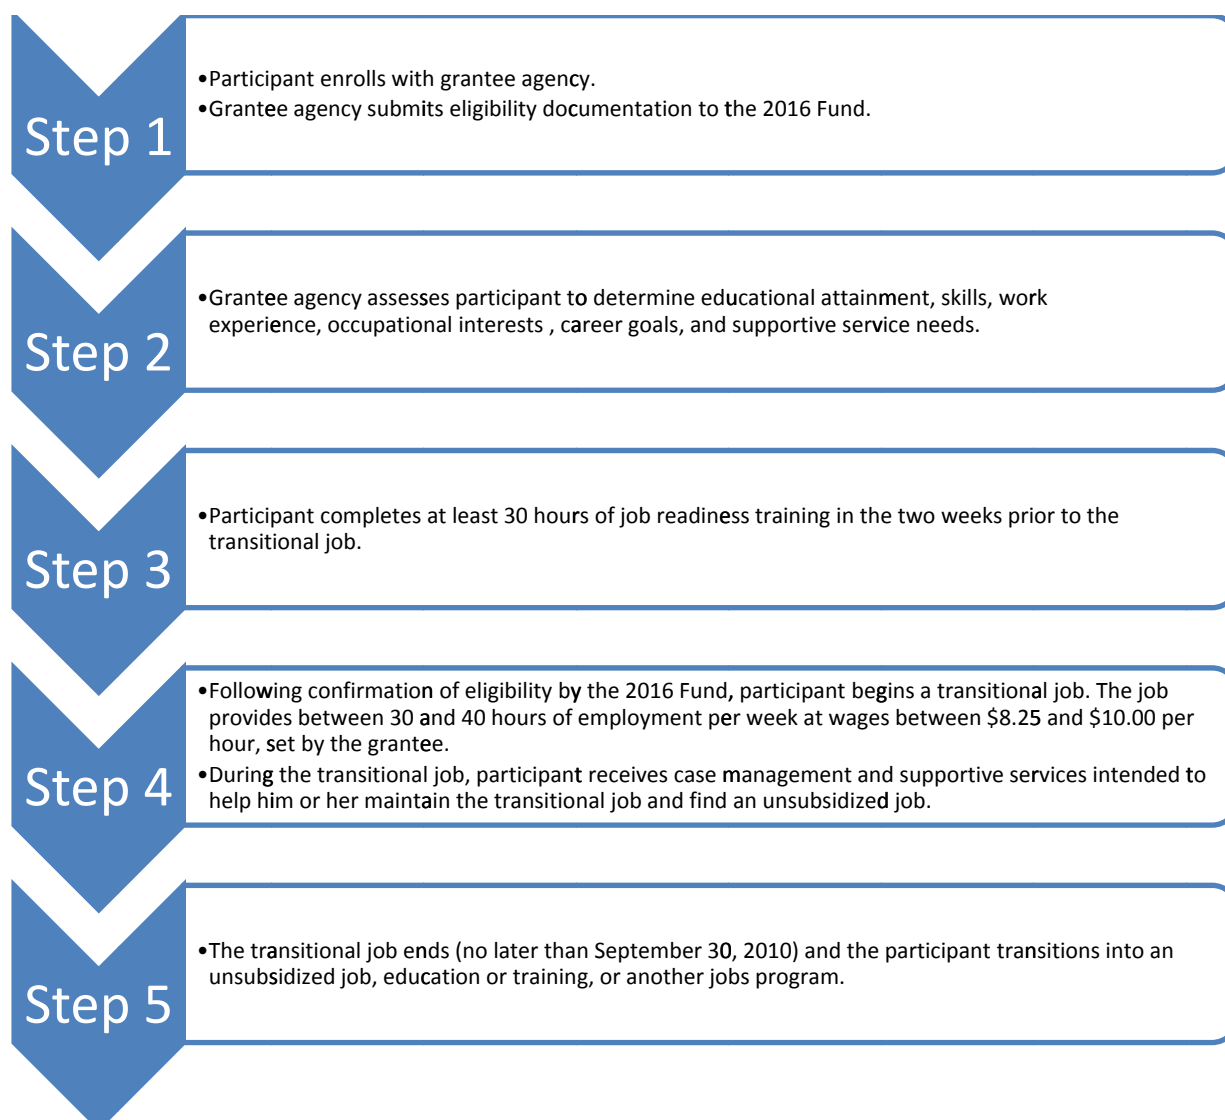 Step 1
•Participant enrolls with grantee agency.
•Grantee agency submits eligibility documentation to the 2016 Fund.
Step 2
•Grantee agency assesses participant to determine educational attainment, skills, work
experience, occupational interests , career goals, and supportive service needs.
Step 3
•Participant completes at least 30 hours of job readiness training in the two weeks prior to the
transitional job.
Step 4
•Following confirmation of eligibility by the 2016 Fund, participant begins a transitional job. The job
provides between 30 and 40 hours of employment per week at wages between $8.25 and $10.00 per
hour, set by the grantee.
•During the transitional job, participant receives case management and supportive services intended to
help him or her maintain the transitional job and find an unsubsidized job.
Step 5
•The transitional job ends (no later than September 30, 2010) and the participant transitions into an
unsubsidized job, education or training, or another jobs program.